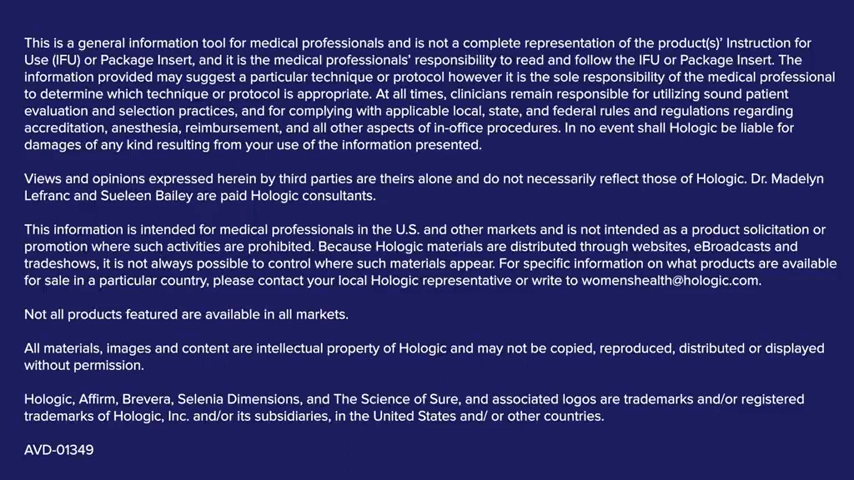 This is a general information tool for medical professionals and is not a complete representation of the product(s)’ Instruction for
Use (IFU) or Package Insert, and it is the medical professionals’ responsibility to read and follow the IFU or Package Insert. The
information provided may suggest a particular technique or protocol however it is the sole responsibility of the medical professional
to determine which technique or protocol is appropriate. At all times, clinicians remain responsible for utilizing sound patient
evaluation and selection practices, and for complying with applicable local, state, and federal rules and regulations regarding
accreditation, anesthesia, reimbursement, and all other aspects of in-office procedures. In no event shall Hologic be liable for
damages of any kind resulting from your use of the information presented.
Views and opinions expressed herein by third parties are theirs alone and do not necessarily reflect those of Hologic. Dr. Madelyn
Lefranc and Sueleen Bailey are paid Hologic consultants.
This information is intended for medical professionals in the U.S. and other markets and is not intended as a product solicitation or
promotion where such activities are prohibited. Because Hologic materials are distributed through websites, eBroadcasts and
tradeshows, it is not always possible to control where such materials appear. For specific information on what products are available
for sale in a particular country, please contact your local Hologic representative or write to womenshealth@hologic.com.
Not all products featured are available in all markets.
All materials, images and content are intellectual property of Hologic and may not be copied, reproduced, distributed or displayed
without permission.
Hologic, Affirm, Brevera, Selenia Dimensions, and The Science of Sure, and associated logos are trademarks and/or registered
trademarks of Hologic, Inc. and/or its subsidiaries, in the United States and/ or other countries.
AVD-01349